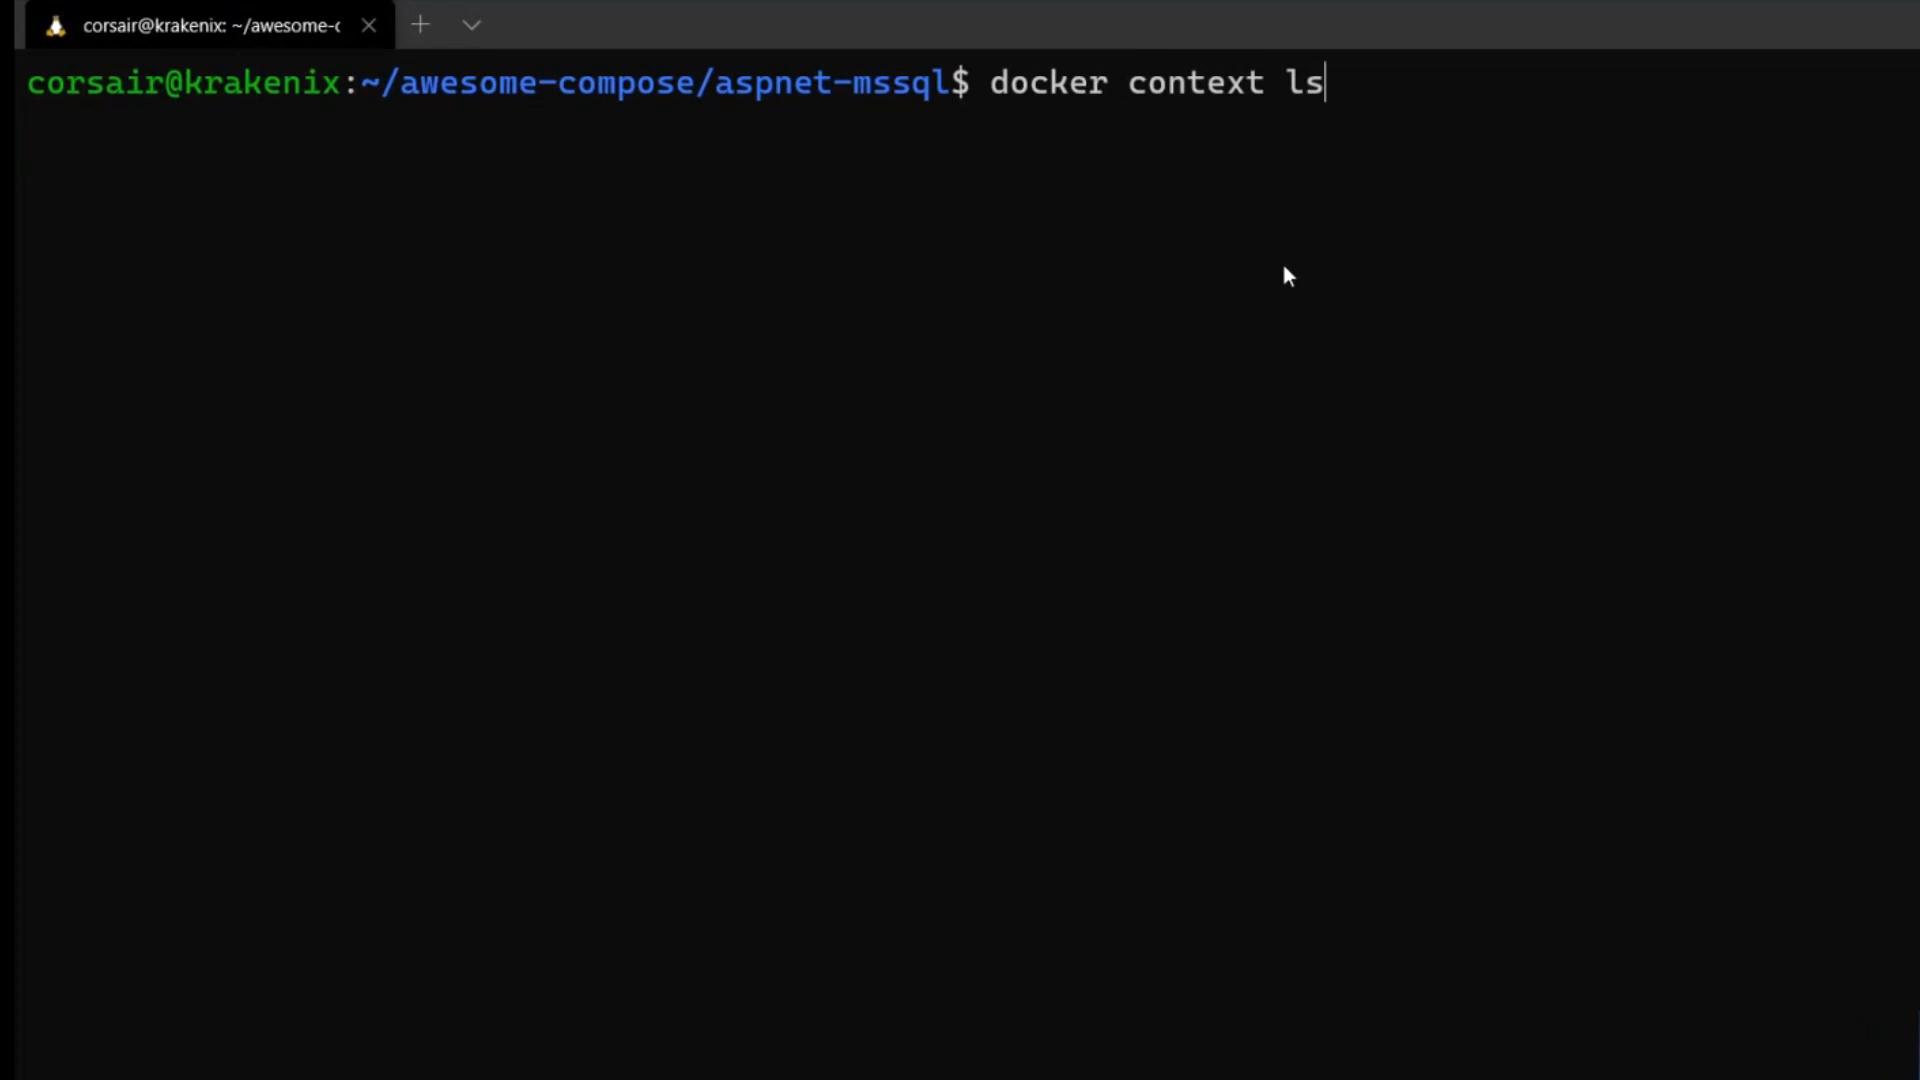 corsair@krakenix: ~/awesome-c
corsair@krakenix:~/awesome-compose/aspnet-mssql$ docker context ls